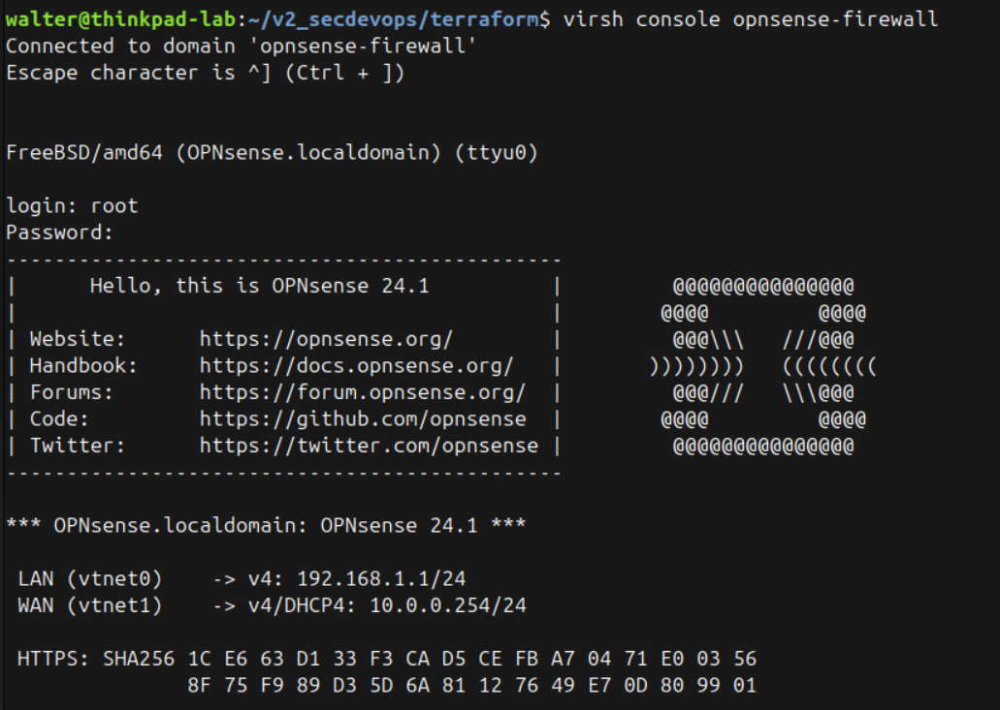 walter@thinkpad-lab:~/v2_secdevops/terraform$ virsh console opnsense-firewall
Connected to domain 'opnsense-firewall'
Escape character is ^] (Ctrl + ])
FreeBSD/amd64 (OPNsense.localdomain) (ttyu0)
login: root
Password:
----------------------------------------------
|      Hello, this is OPNsense 24.1           |         @@@@@@@@@@@@@@@
|                                             |        @@@@         @@@@
| Website:      https://opnsense.org/         |         @@@\\\   ///@@@
| Handbook:     https://docs.opnsense.org/    |       ))))))))   ((((((((
| Forums:       https://forum.opnsense.org/   |         @@@///   \\\@@@
| Code:         https://github.com/opnsense   |        @@@@         @@@@
| Twitter:      https://twitter.com/opnsense  |         @@@@@@@@@@@@@@@
----------------------------------------------
*** OPNsense.localdomain: OPNsense 24.1 ***
LAN (vtnet0)    -> v4: 192.168.1.1/24
WAN (vtnet1)    -> v4/DHCP4: 10.0.0.254/24
HTTPS: SHA256 1C E6 63 D1 33 F3 CA D5 CE FB A7 04 71 E0 03 56
8F 75 F9 89 D3 5D 6A 81 12 76 49 E7 0D 80 99 01